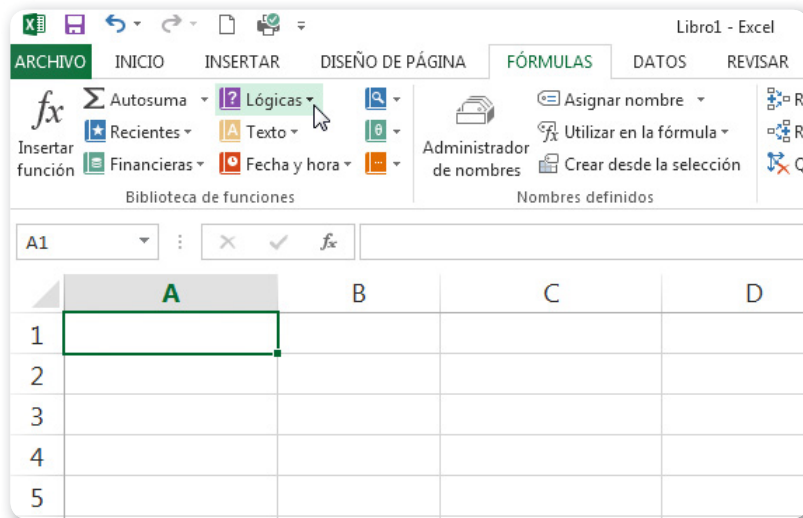 Libro1 - Excel
ARCHIVO INICIO INSERTAR DISEÑO DE PÁGINA FÓRMULAS DATOS REVISAR
fx Insertar función
Σ Autosuma
Recientes
Financieras
? Lógicas
A Texto
Fecha y hora
θ
Biblioteca de funciones
Administrador de nombres
Asignar nombre
Utilizar en la fórmula
Crear desde la selección
Nombres definidos
R
R
Q
A1 fx
A B C D
1
2
3
4
5